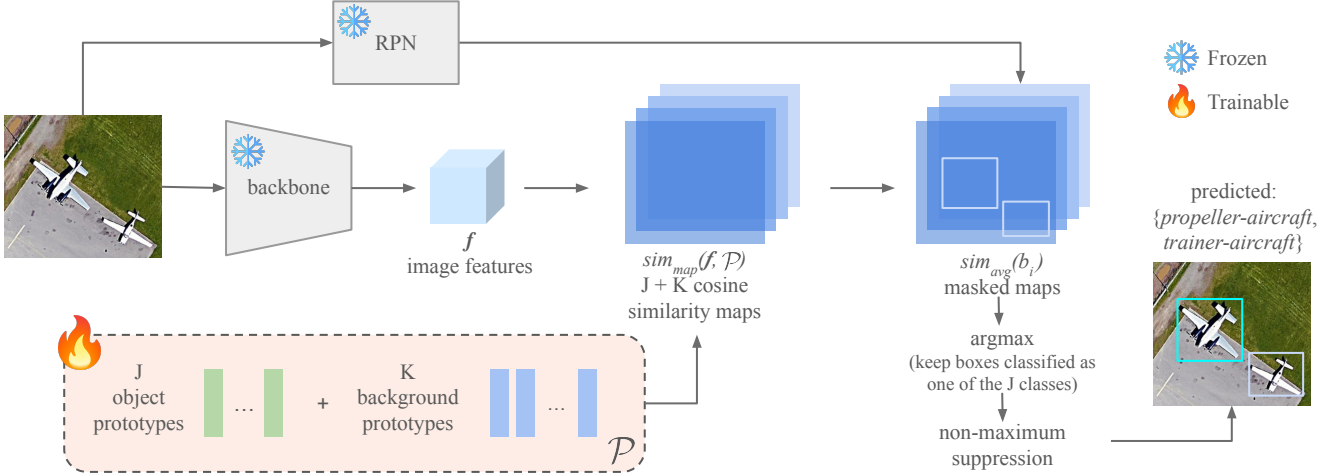 RPN
Frozen
Trainable
backbone
f
image features
sim_map(f, P)
J + K cosine
similarity maps
sim_avg(b_i)
masked maps
argmax
(keep boxes classified as
one of the J classes)
non-maximum
suppression
predicted:
{propeller-aircraft,
trainer-aircraft}
J
object
prototypes
...
+
K
background
prototypes
...
P